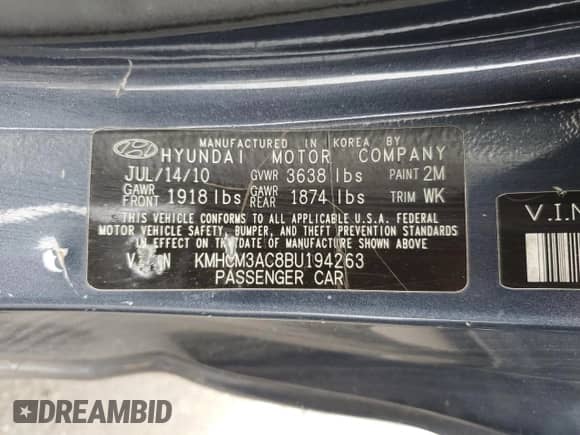 MANUFACTURED IN KOREA BY
HYUNDAI MOTOR COMPANY
JUL/14/10 GVWR 3638 lbs PAINT 2M
GAWR FRONT 1918 lbs GAWR REAR 1874 lbs TRIM WK
THIS VEHICLE CONFORMS TO ALL APPLICABLE U.S.A. FEDERAL
MOTOR VEHICLE SAFETY, BUMPER, AND THEFT PREVENTION
STANDARDS IN EFFECT ON THE DATE OF MANUFACTURE SHOWN ABOVE.
KMHCM3AC8BU194263
PASSENGER CAR
V.I.N
DREAMBID